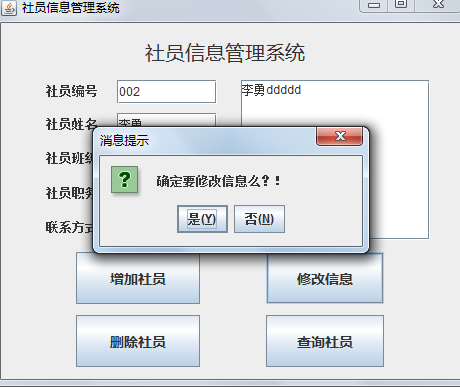 社员信息管理系统
社员信息管理系统
社员编号 002
李勇ddddd
社员姓名 李勇
消息提示
社员班
社员职务
确定要修改信息么？！
联系方式
是(Y) 否(N)
增加社员 修改信息
删除社员 查询社员